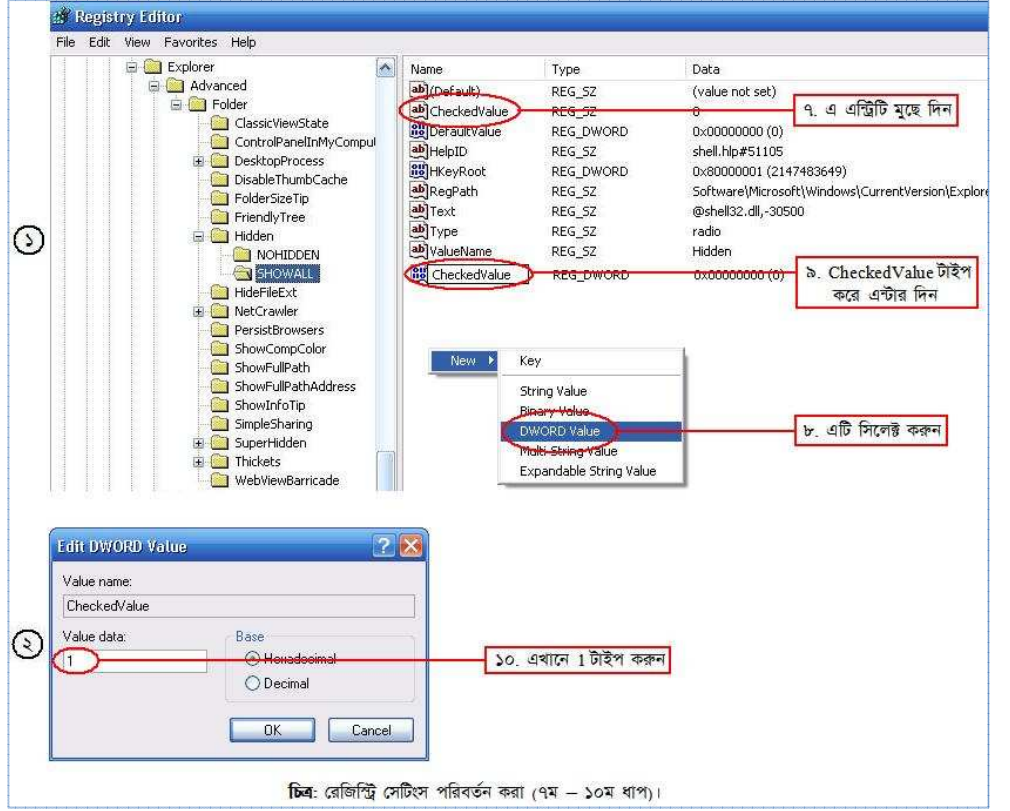 Registry Editor
File Edit View Favorites Help
Explorer
Advanced
Folder
ClassicViewState
ControlPanelInMyCompu
DesktopProcess
DisableThumbCache
FolderSizeTip
FriendlyTree
Hidden
NOHIDDEN
SHOWALL
HideFileExt
NetCrawler
PersistBrowsers
ShowCompColor
ShowFullPath
ShowFullPathAddress
ShowInfoTip
SimpleSharing
SuperHidden
Thickets
WebViewBarricade
Name Type Data
(Default) REG_SZ (value not set)
CheckedValue REG_SZ 0
DefaultValue REG_DWORD 0x00000000 (0)
HelpID REG_SZ shell.hlp#51105
HKeyRoot REG_DWORD 0x80000001 (2147483649)
RegPath REG_SZ Software\Microsoft\Windows\CurrentVersion\Explore
Text REG_SZ @shell32.dll,-30500
Type REG_SZ radio
ValueName REG_SZ Hidden
CheckedValue REG_DWORD 0x00000000 (0)
৭. এ এন্ট্রিটি মুছে দিন
৯. CheckedValue টাইপ
করে এন্টার দিন
New Key
String Value
Binary Value
DWORD Value
Multi-String Value
Expandable String Value
৮. এটি সিলেক্ট করুন
১
Edit DWORD Value
Value name:
CheckedValue
Value data:
1
Base
Hexadecimal
Decimal
OK Cancel
১০. এখানে 1 টাইপ করুন
২
চিত্র: রেজিস্ট্রি সেটিংস পরিবর্তন করা (৭ম – ১০ম ধাপ)।